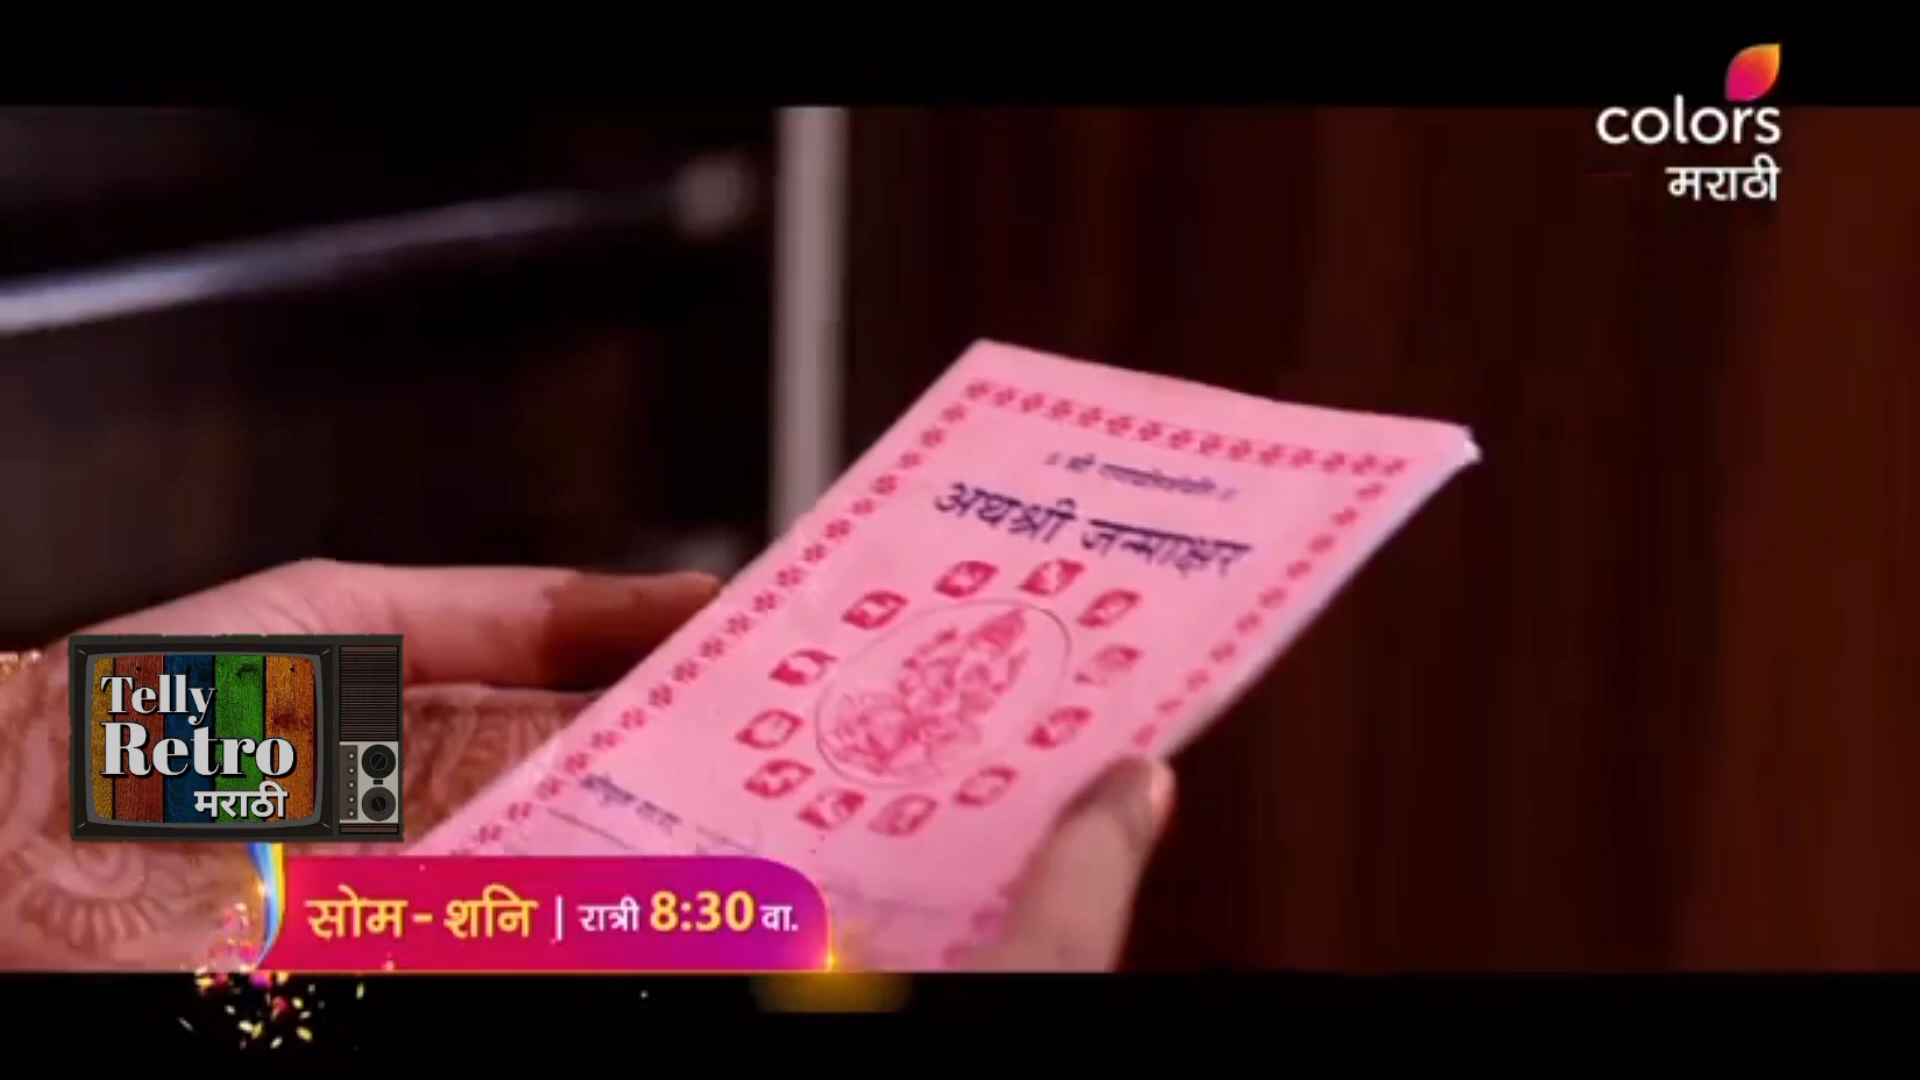 colors
मराठी
अथश्री जन्माक्षर
Telly
Retro
मराठी
सोम - शनि | रात्री 8:30 वा.